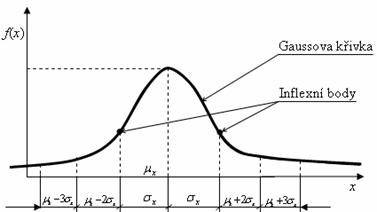 f(x)
Gaussova křivka
Inflexní body
μₓ
x
μₓ-3σₓ μₓ-2σₓ σₓ σₓ μₓ+2σₓ μₓ+3σₓ